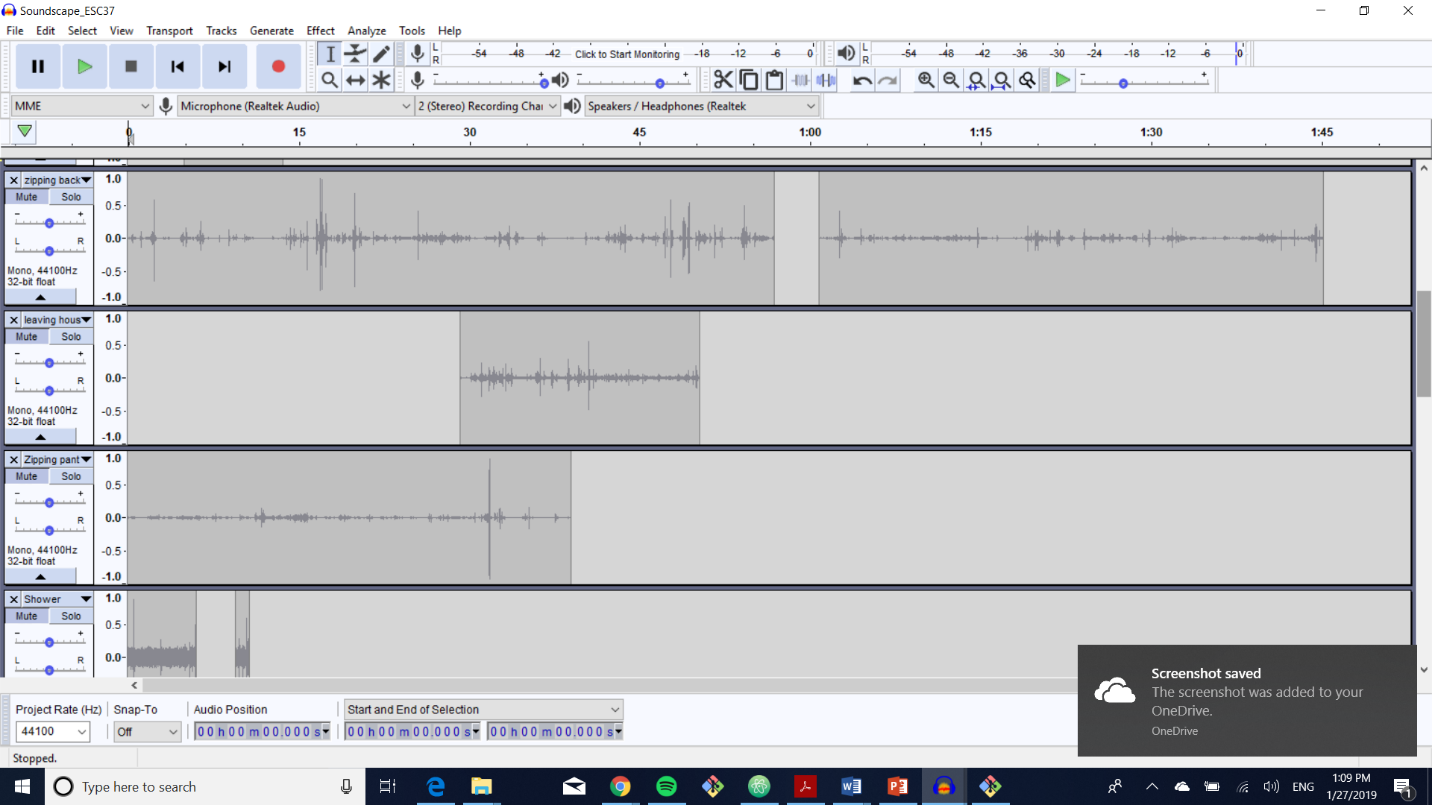 Soundscape_ESC37
File Edit Select View Transport Tracks Generate Effect Analyze Tools Help
L R -54 -48 -42 Click to Start Monitoring -18 -12 -6 0 L R -54 -48 -42 -36 -30 -24 -18 -12 -6 0
- + - + - +
MME Microphone (Realtek Audio) 2 (Stereo) Recording Chai Speakers / Headphones (Realtek
0 15 30 45 1:00 1:15 1:30 1:45
zipping back
Mute Solo
- +
L R
Mono, 44100Hz
32-bit float
1.0
0.5
0.0
-0.5
-1.0
leaving hous
Mute Solo
- +
L R
Mono, 44100Hz
32-bit float
1.0
0.5
0.0
-0.5
-1.0
Zipping pant
Mute Solo
- +
L R
Mono, 44100Hz
32-bit float
1.0
0.5
0.0
-0.5
-1.0
Shower
Mute Solo
- +
L R
1.0
0.5
0.0
Screenshot saved
The screenshot was added to your
OneDrive.
OneDrive
Project Rate (Hz) Snap-To Audio Position Start and End of Selection
44100 Off 00 h 00 m 00.000 s 00 h 00 m 00.000 s 00 h 00 m 00.000 s
Stopped.
Type here to search
ENG
1:09 PM
1/27/2019
1